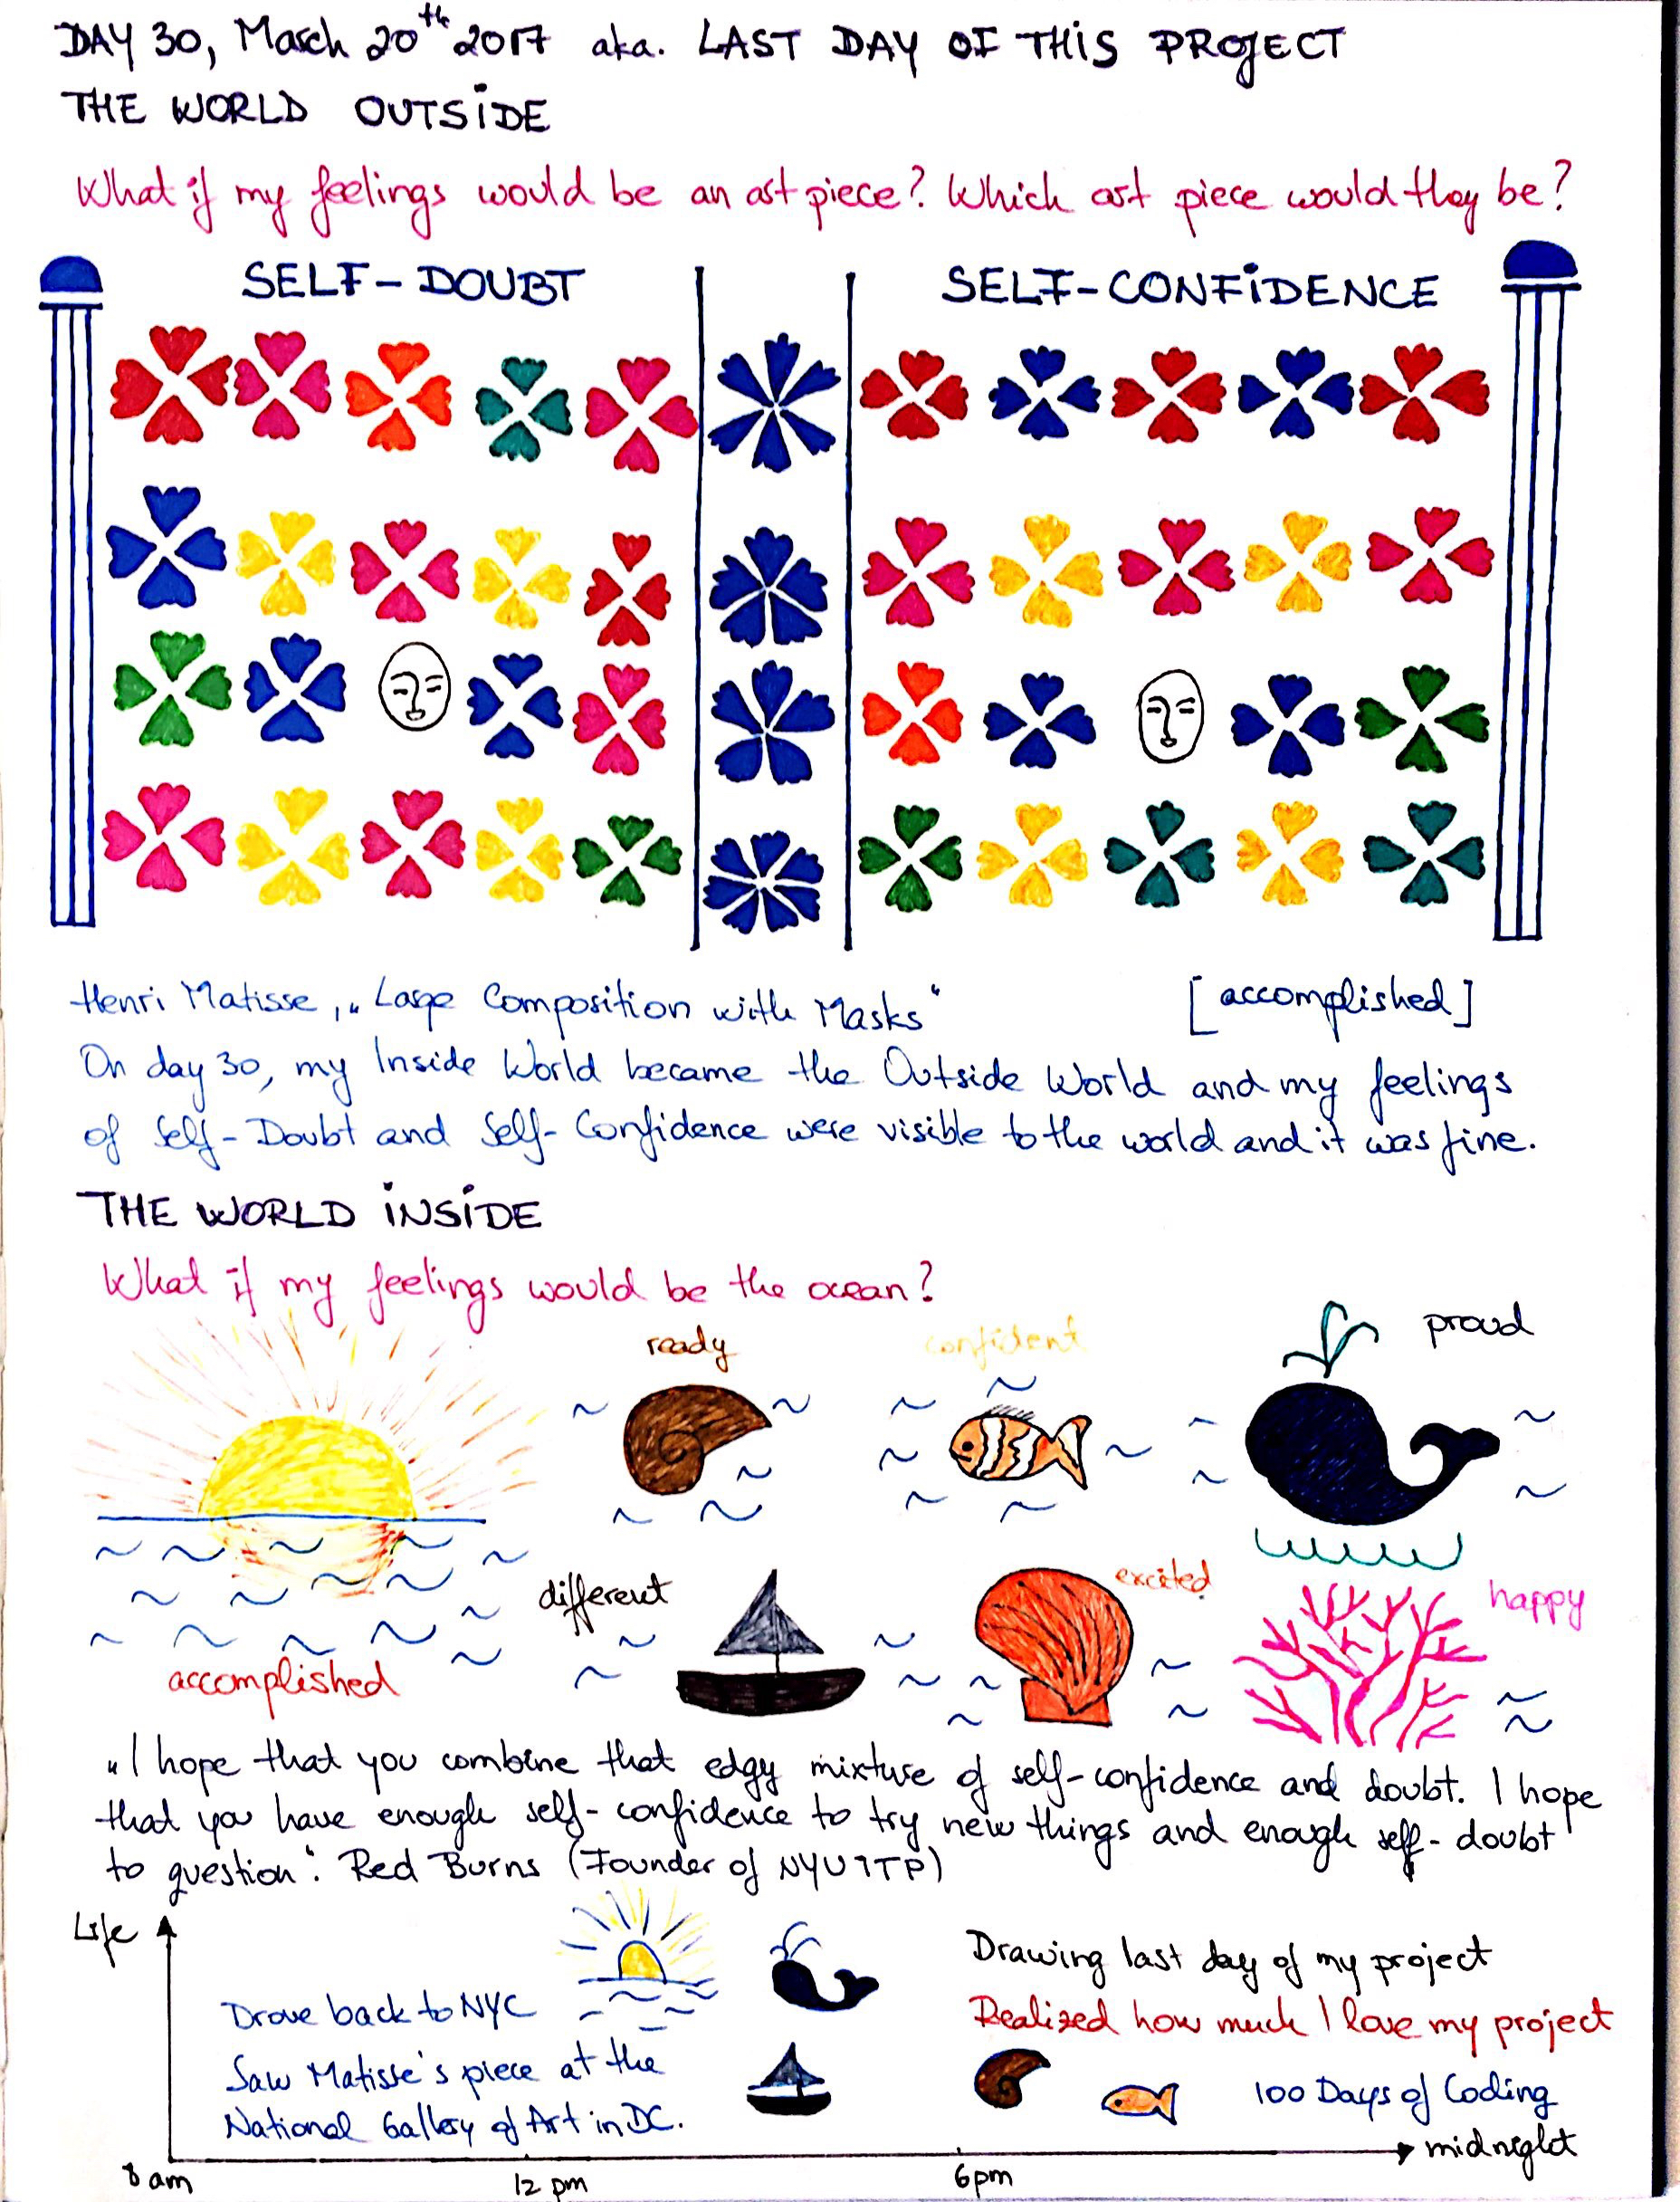 DAY 30, March 20th 2017 aka. LAST DAY OF THIS PROJECT
THE WORLD OUTSIDE
What if my feelings would be an art piece? Which art piece would they be?
SELF-DOUBT
SELF-CONFIDENCE
Henri Matisse, „Large Composition with Masks“
[accomplished]
On day 30, my Inside World became the Outside World and my feelings
of Self-Doubt and Self-Confidence were visible to the world and it was fine.
THE WORLD INSIDE
What if my feelings would be the ocean?
ready
confident
proud
different
excited
happy
accomplished
„I hope that you combine that edgy mixture of self-confidence and doubt. I hope
that you have enough self-confidence to try new things and enough self-doubt
to question“. Red Burns (Founder of NYU ITP)
Life
Drove back to NYC
Saw Matisse's piece at the
National Gallery of Art in DC.
Drawing last day of my project
Realized how much I love my project
100 Days of Coding
midnight
8 am
12 pm
6pm